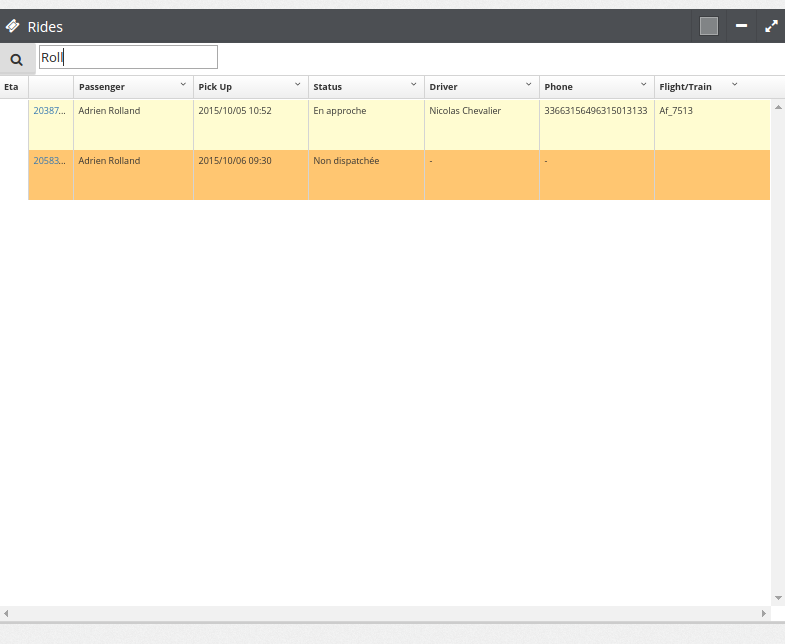 Rides
Roll
Eta Passenger Pick Up Status Driver Phone Flight/Train
20387... Adrien Rolland 2015/10/05 10:52 En approche Nicolas Chevalier 33663156496315013133 Af_7513
20583... Adrien Rolland 2015/10/06 09:30 Non dispatchée - -